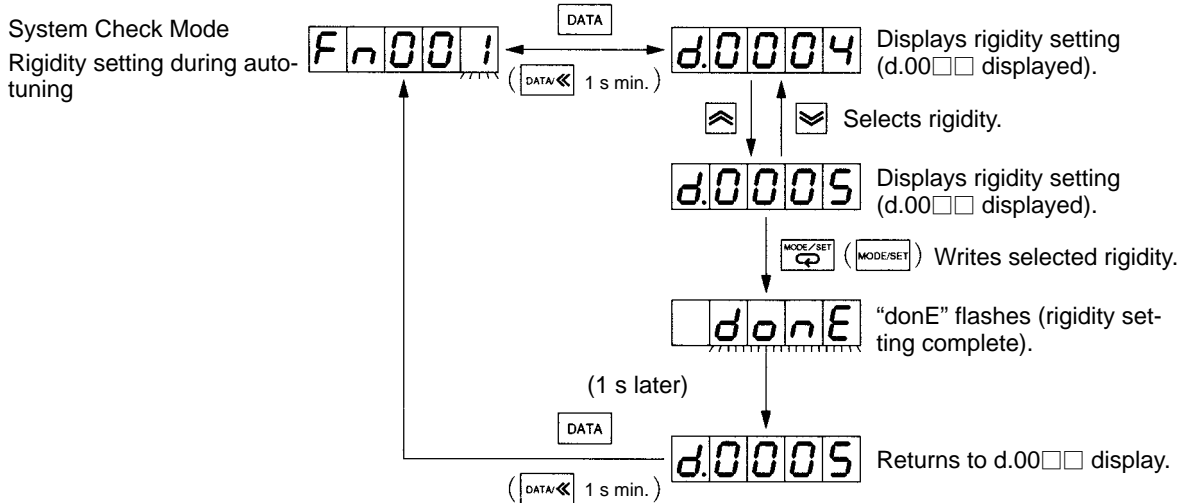 System Check Mode
Rigidity setting during auto-
tuning
Fn001
DATA
(DATA/≪ 1 s min.)
d.0004
Displays rigidity setting
(d.00□□ displayed).
Selects rigidity.
d.0005
Displays rigidity setting
(d.00□□ displayed).
MODE/SET (MODE/SET) Writes selected rigidity.
donE
“donE” flashes (rigidity set-
ting complete).
(1 s later)
DATA
(DATA/≪ 1 s min.)
d.0005
Returns to d.00□□ display.